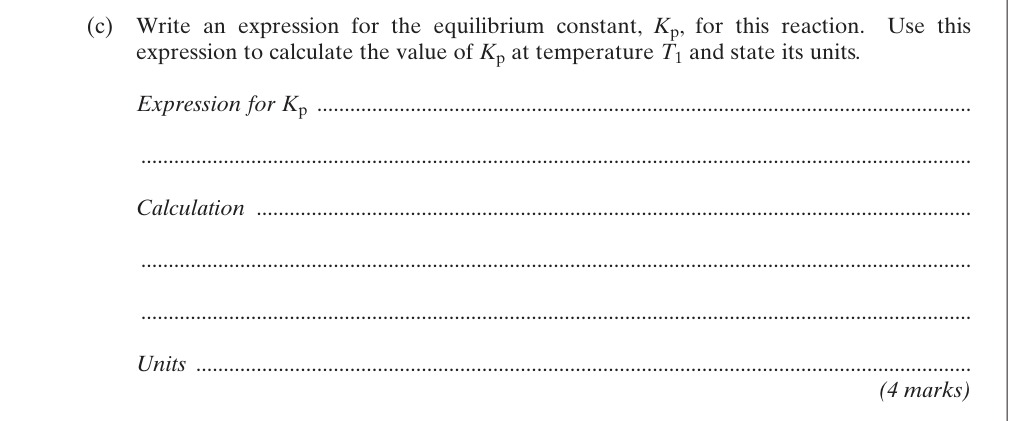 (c) Write an expression for the equilibrium constant, Kp, for this reaction. Use this
expression to calculate the value of Kp at temperature T1 and state its units.
Expression for Kp ................................................................................
................................................................................
Calculation ................................................................................
................................................................................
................................................................................
Units ................................................................................
(4 marks)